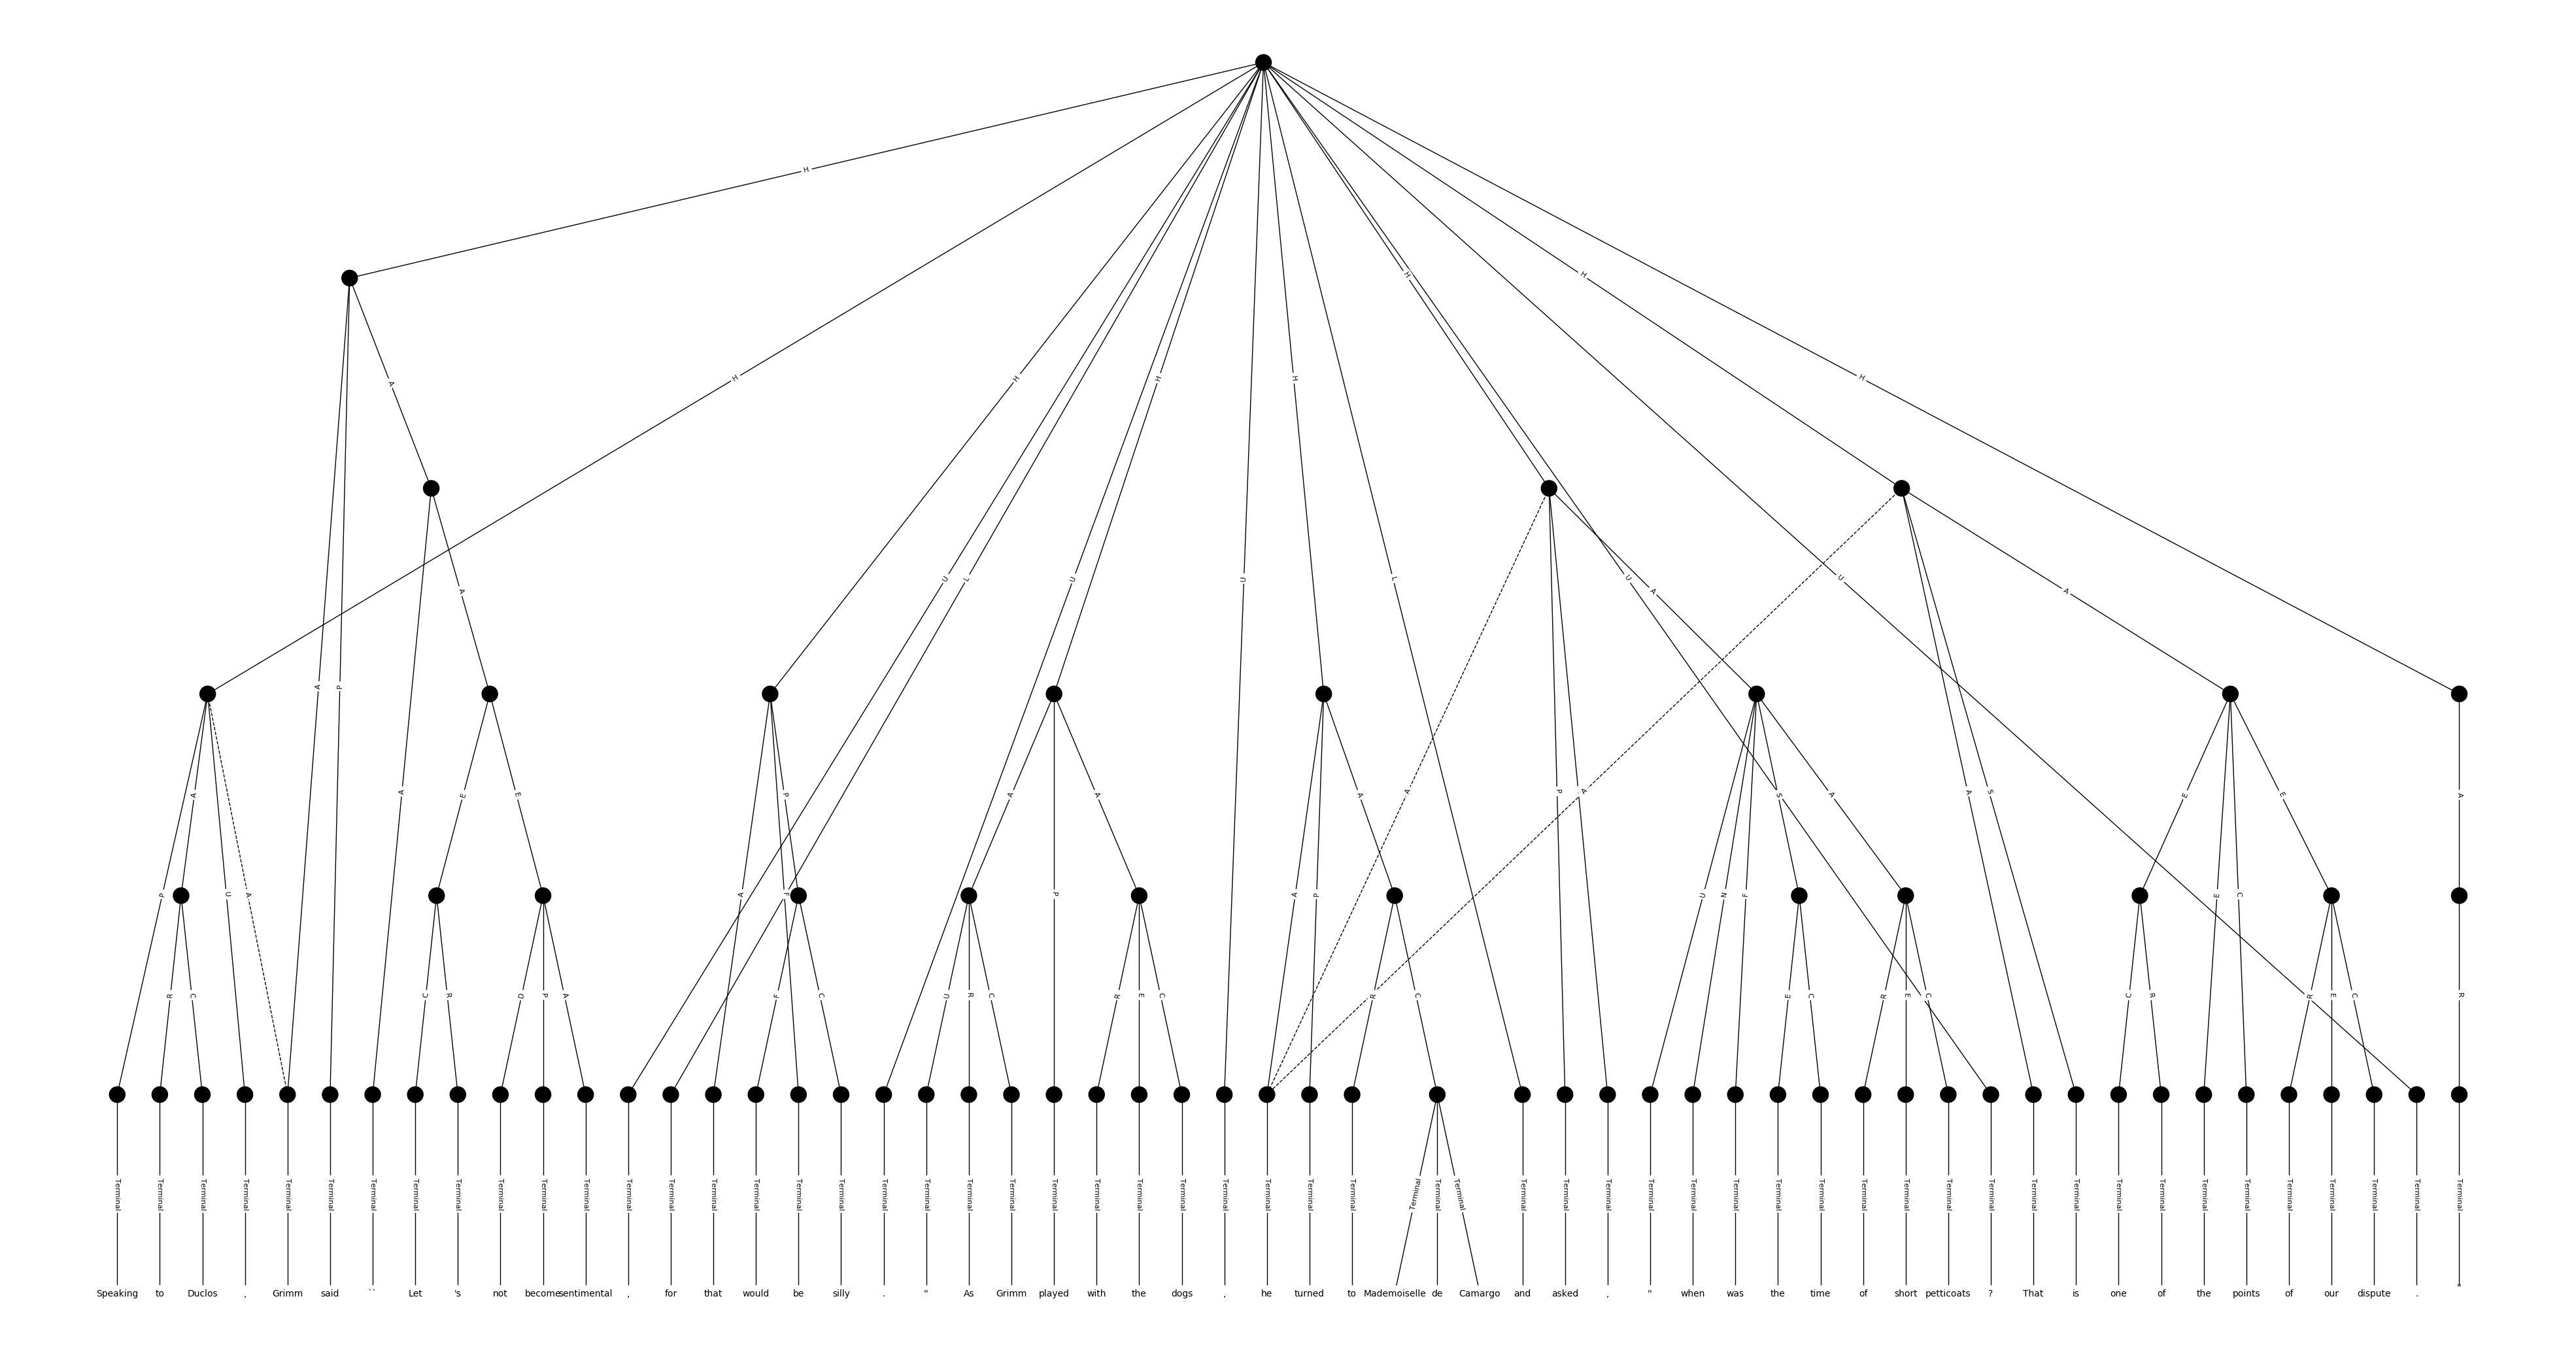 H
H
H
H
H
H
H
H
A
U
L
U
U
L
U
A
U
A
A
P
A
A
P
A
U
A
E
E
A
F
P
A
P
A
A
P
A
A
P
A
A
U
N
F
S
A
A
S
E
E
C
E
A
R
C
C
R
D
P
A
F
C
U
R
C
R
E
C
R
C
E
C
R
E
C
C
R
R
E
C
R
Terminal Terminal Terminal Terminal Terminal Terminal Terminal Terminal Terminal Terminal Terminal Terminal Terminal Terminal Terminal Terminal Terminal Terminal Terminal Terminal Terminal Terminal Terminal Terminal Terminal Terminal Terminal Terminal Terminal Terminal Terminal Terminal Terminal Terminal Terminal Terminal Terminal Terminal Terminal Terminal Terminal Terminal Terminal Terminal Terminal Terminal Terminal Terminal Terminal Terminal Terminal Terminal Terminal Terminal Terminal Terminal
Speaking to Duclos , Grimm said `` Let 's not become sentimental , for that would be silly . " As Grimm played with the dogs , he turned to Mademoiselle de Camargo and asked , " when was the time of short petticoats ? That is one of the points of our dispute . "